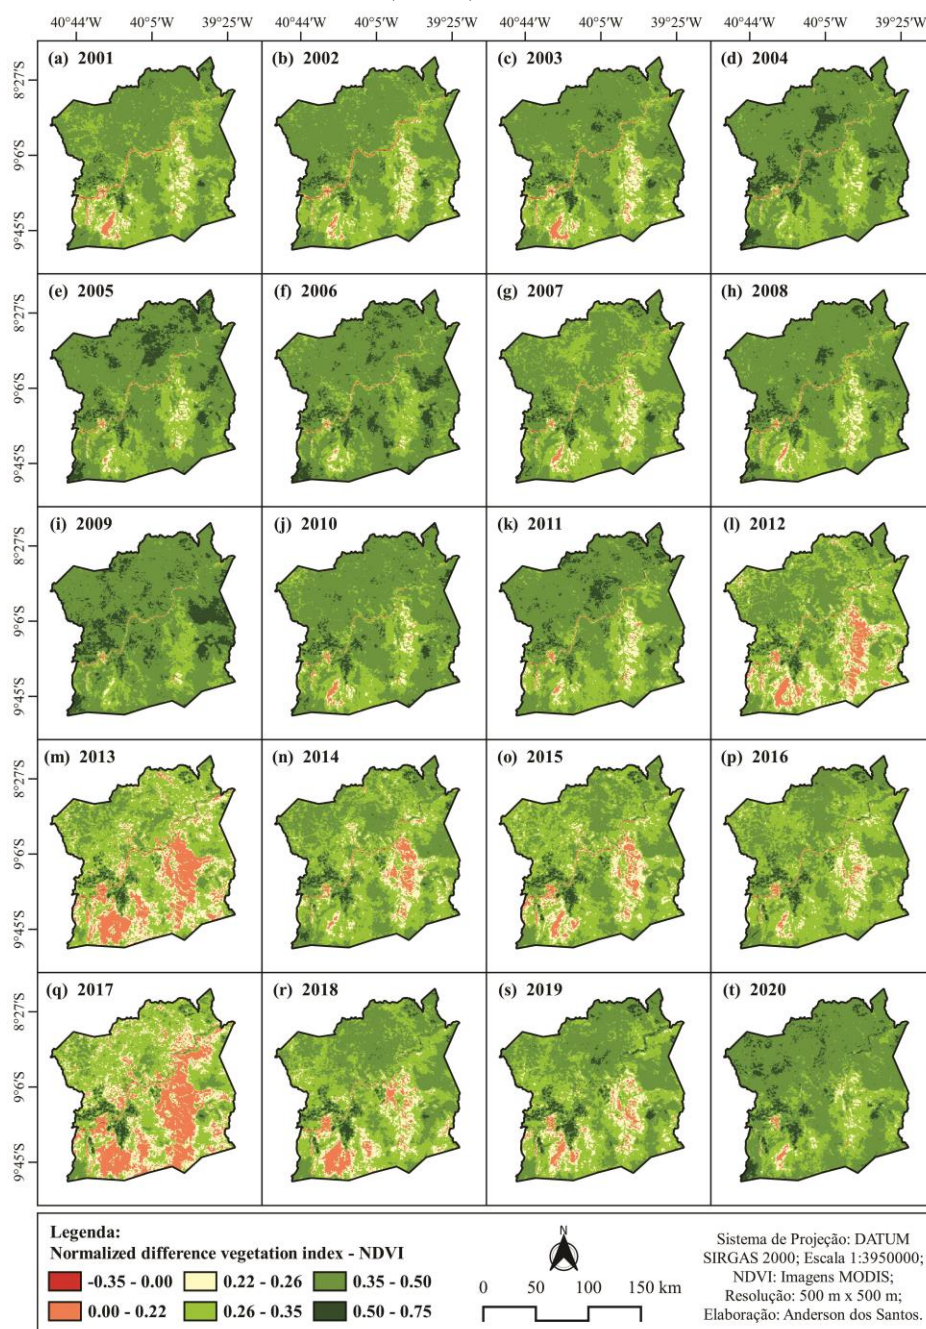 40°44'W 40°5'W 39°25'W 40°44'W 40°5'W 39°25'W 40°44'W 40°5'W 39°25'W 40°44'W 40°5'W 39°25'W
(a) 2001 (b) 2002 (c) 2003 (d) 2004
8°27'S
9°6'S
9°45'S
(e) 2005 (f) 2006 (g) 2007 (h) 2008
8°27'S
9°6'S
9°45'S
(i) 2009 (j) 2010 (k) 2011 (l) 2012
8°27'S
9°6'S
9°45'S
(m) 2013 (n) 2014 (o) 2015 (p) 2016
8°27'S
9°6'S
9°45'S
(q) 2017 (r) 2018 (s) 2019 (t) 2020
8°27'S
9°6'S
9°45'S
Legenda:
Normalized difference vegetation index - NDVI
-0.35 - 0.00 0.22 - 0.26 0.35 - 0.50
0.00 - 0.22 0.26 - 0.35 0.50 - 0.75
N
0 50 100 150 km
Sistema de Projeção: DATUM
SIRGAS 2000; Escala 1:3950000;
NDVI: Imagens MODIS;
Resolução: 500 m x 500 m;
Elaboração: Anderson dos Santos.